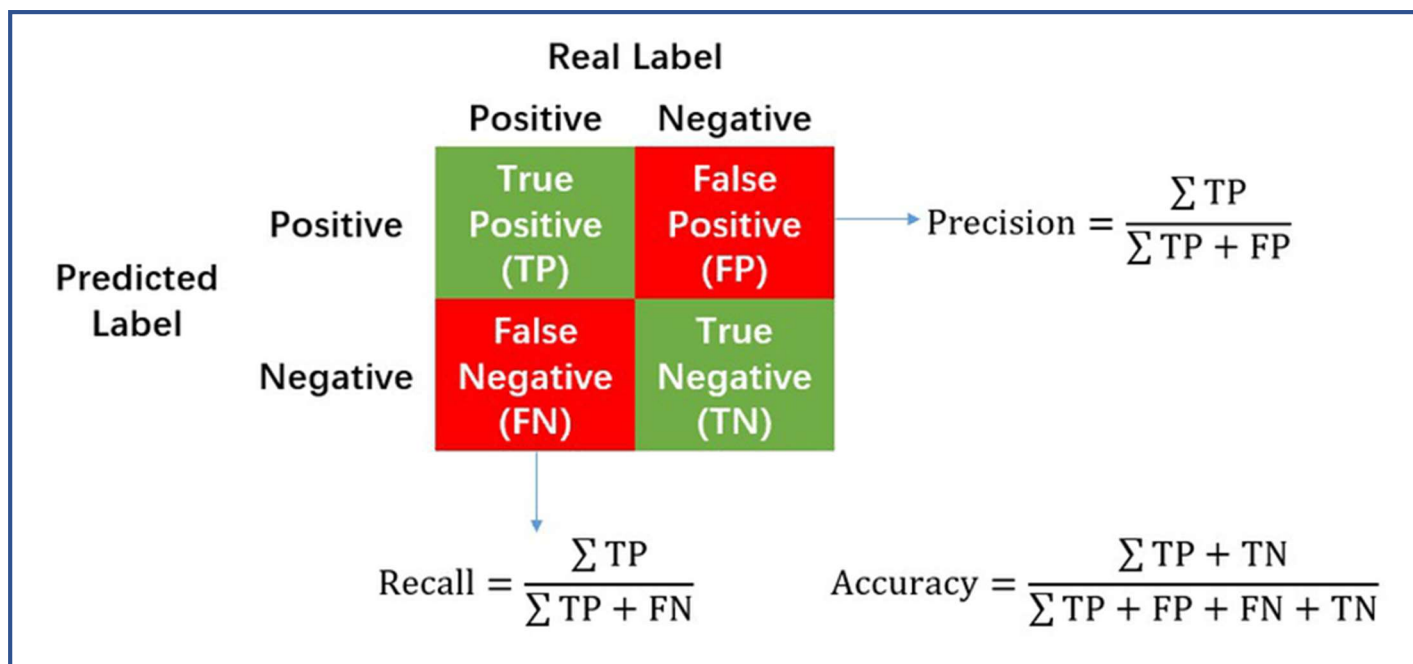 Real Label
Positive Negative
True Positive (TP)
False Positive (FP)
Positive
Precision = ∑ TP / ∑ TP + FP
Predicted Label
Negative
False Negative (FN)
True Negative (TN)
Recall = ∑ TP / ∑ TP + FN
Accuracy = ∑ TP + TN / ∑ TP + FP + FN + TN